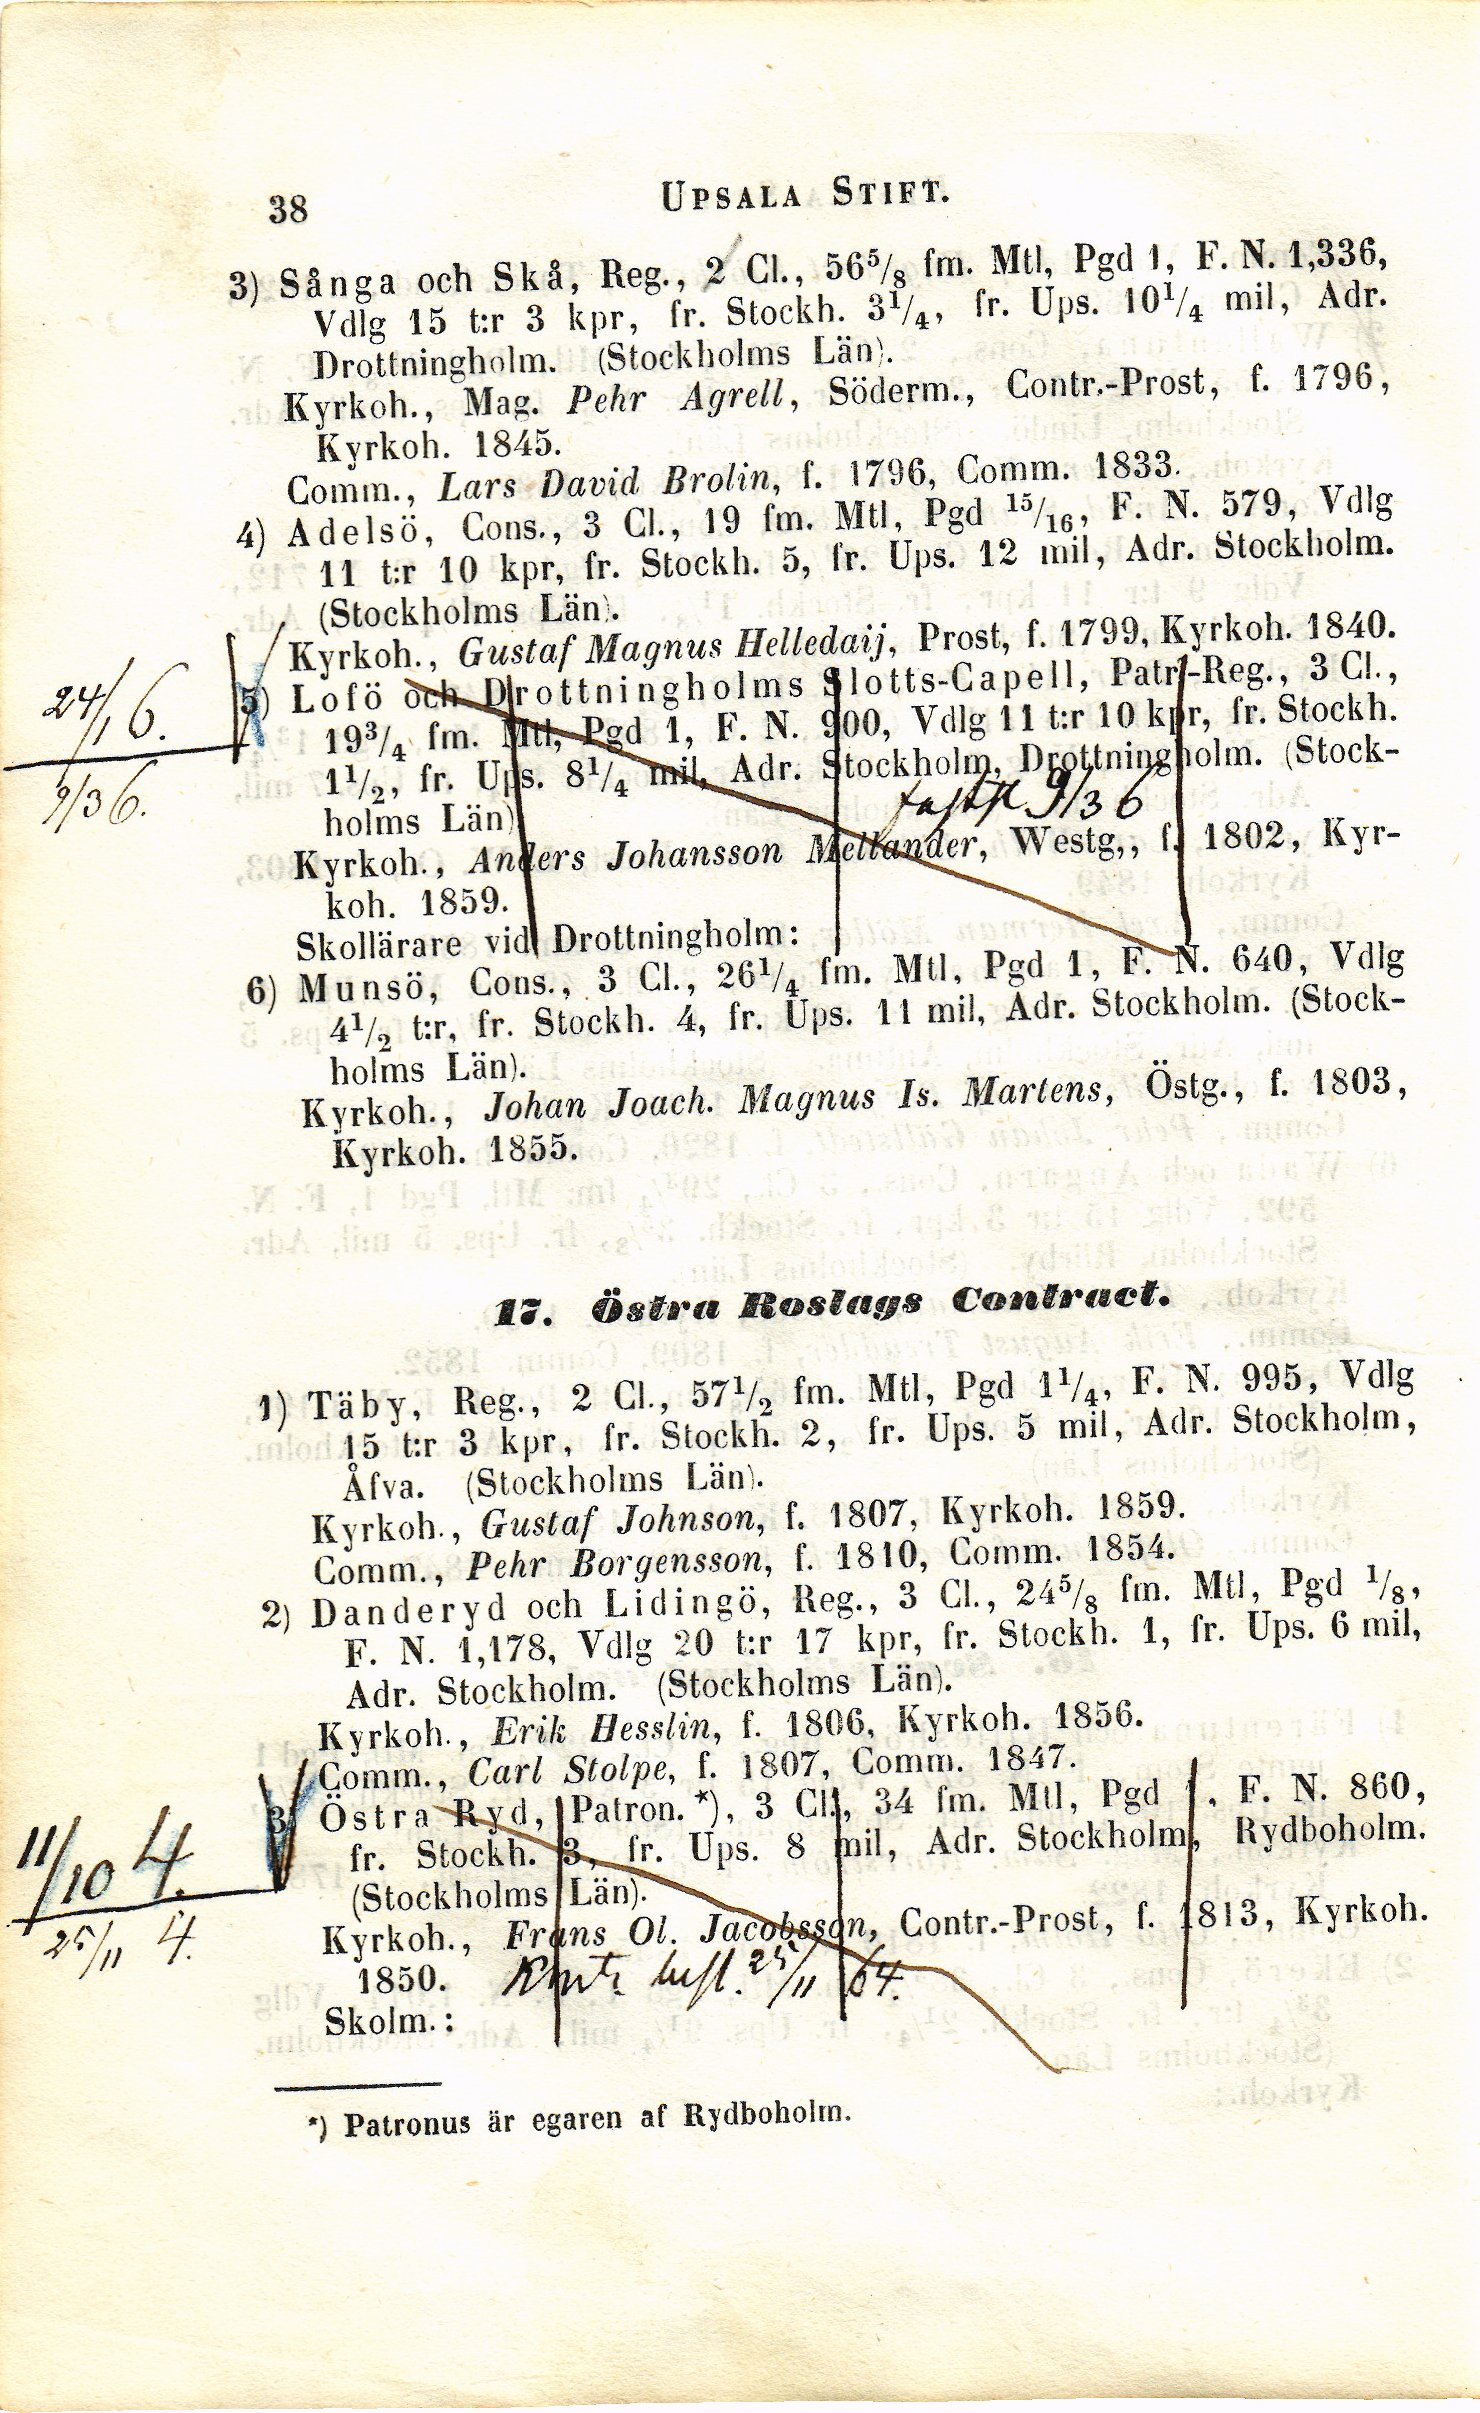 38
UPSALA STIFT.
3) Sånga och Skå, Reg., 2 Cl., 56⁵/₈ fm. Mtl, Pgd 1, F. N. 1,336,
Vdlg 15 t:r 3 kpr, fr. Stockh. 3¹/₄, fr. Ups. 10¹/₄ mil, Adr.
Drottningholm. (Stockholms Län).
Kyrkoh., Mag. Pehr Agrell, Söderm., Contr.-Prost, f. 1796,
Kyrkoh. 1845.
Comm., Lars David Brolin, f. 1796, Comm. 1833.
4) Adelsö, Cons., 3 Cl., 19 fm. Mtl, Pgd ¹⁵/₁₆, F. N. 579, Vdlg
11 t:r 10 kpr, fr. Stockh. 5, fr. Ups. 12 mil, Adr. Stockholm.
(Stockholms Län).
Kyrkoh., Gustaf Magnus Helledaij, Prost, f. 1799, Kyrkoh. 1840.
24/1 6.
5) Lofö och Drottningholms Slotts-Capell, Patr.-Reg., 3 Cl.,
19³/₄ fm. Mtl, Pgd 1, F. N. 900, Vdlg 11 t:r 10 kpr, fr. Stockh.
1¹/₂, fr. Ups. 8¹/₄ mil, Adr. Stockholm, Drottningholm. (Stock-
9/3 6.
9/3 6
holms Län).
Kyrkoh., Anders Johansson Mellander, Westg,, f. 1802, Kyr-
koh. 1859.
Skollärare vid Drottningholm:
6) Munsö, Cons., 3 Cl., 26¹/₄ fm. Mtl, Pgd 1, F. N. 640, Vdlg
4¹/₂ t:r, fr. Stockh. 4, fr. Ups. 11 mil, Adr. Stockholm. (Stock-
holms Län).
Kyrkoh., Johan Joach. Magnus Is. Martens, Östg., f. 1803,
Kyrkoh. 1855.
17. Östra Roslags Contract.
1) Täby, Reg., 2 Cl., 57¹/₂ fm. Mtl, Pgd 1¹/₄, F. N. 995, Vdlg
15 t:r 3 kpr, fr. Stockh. 2, fr. Ups. 5 mil, Adr. Stockholm,
Åfva. (Stockholms Län).
Kyrkoh., Gustaf Johnson, f. 1807, Kyrkoh. 1859.
Comm., Pehr Borgensson, f. 1810, Comm. 1854.
2) Danderyd och Lidingö, Reg., 3 Cl., 24⁵/₈ fm. Mtl, Pgd ¹/₈,
F. N. 1,178, Vdlg 20 t:r 17 kpr, fr. Stockh. 1, fr. Ups. 6 mil,
Adr. Stockholm. (Stockholms Län).
Kyrkoh., Erik Hesslin, f. 1806, Kyrkoh. 1856.
Comm., Carl Stolpe, f. 1807, Comm. 1847.
3) Östra Ryd, Patron. *), 3 Cl., 34 fm. Mtl, Pgd 1, F. N. 860,
fr. Stockh. 3, fr. Ups. 8 mil, Adr. Stockholm, Rydboholm.
11/10 4.
(Stockholms Län).
Kyrkoh., Frans Ol. Jacobsson, Contr.-Prost, f. 1813, Kyrkoh.
25/11 4.
1850.
25/11 64.
Skolm.:
*) Patronus är egaren af Rydboholm.